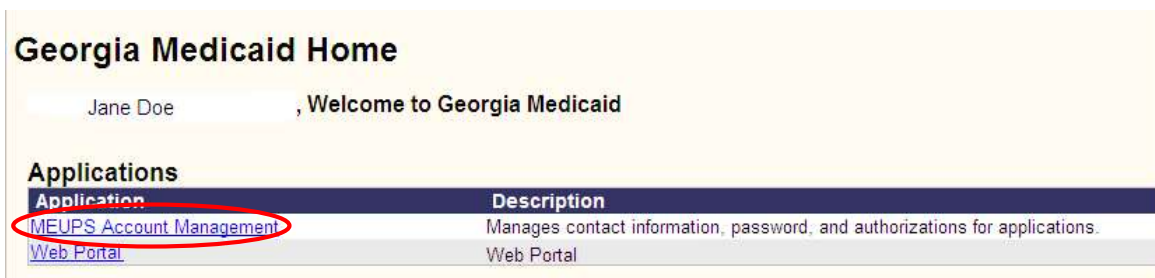 Georgia Medicaid Home
Jane Doe , Welcome to Georgia Medicaid
Applications
Application Description
MEUPS Account Management Manages contact information, password, and authorizations for applications.
Web Portal Web Portal